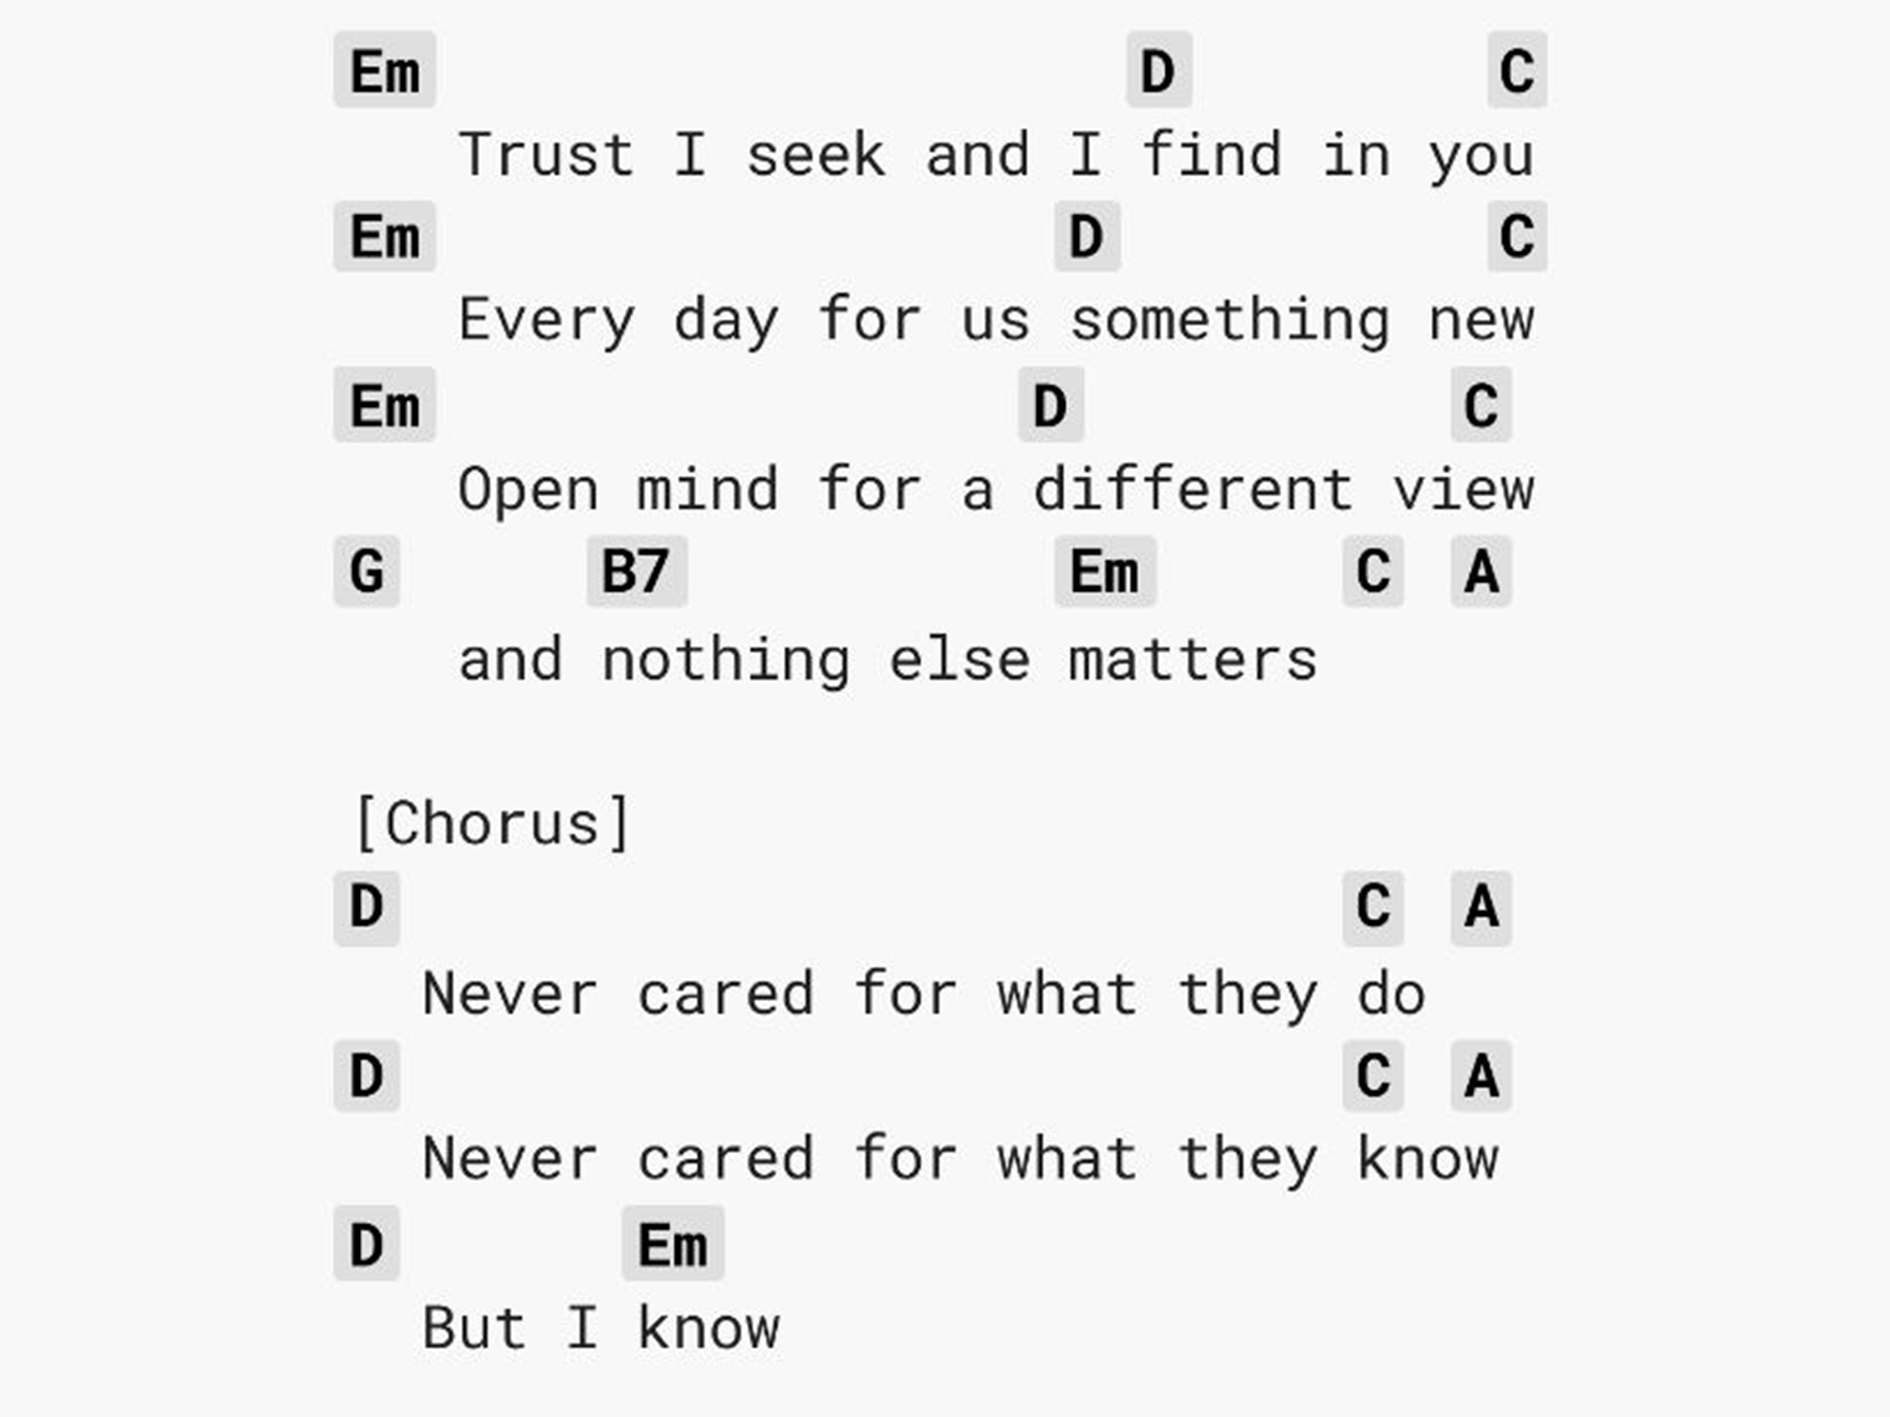 Em D C
Trust I seek and I find in you
Em D C
Every day for us something new
Em D C
Open mind for a different view
G B7 Em C A
and nothing else matters
[Chorus]
D C A
Never cared for what they do
D C A
Never cared for what they know
D Em
But I know